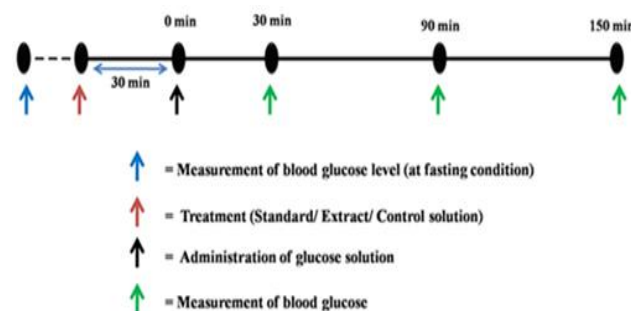 0 min
30 min
90 min
150 min
30 min
= Measurement of blood glucose level (at fasting condition)
= Treatment (Standard/ Extract/ Control solution)
= Administration of glucose solution
= Measurement of blood glucose